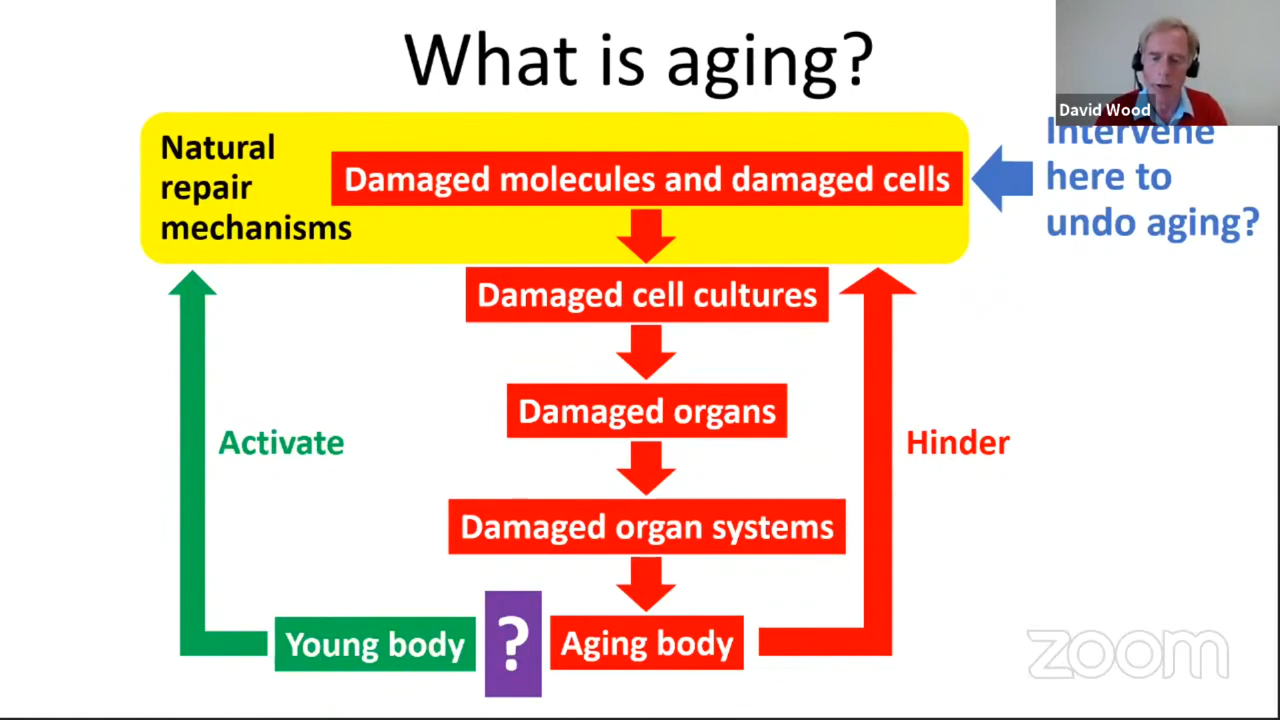 What is aging?
David Wood
Natural
repair
mechanisms
Damaged molecules and damaged cells
Intervene
here to
undo aging?
Damaged cell cultures
Damaged organs
Activate
Hinder
Damaged organ systems
Young body
?
Aging body
zoom